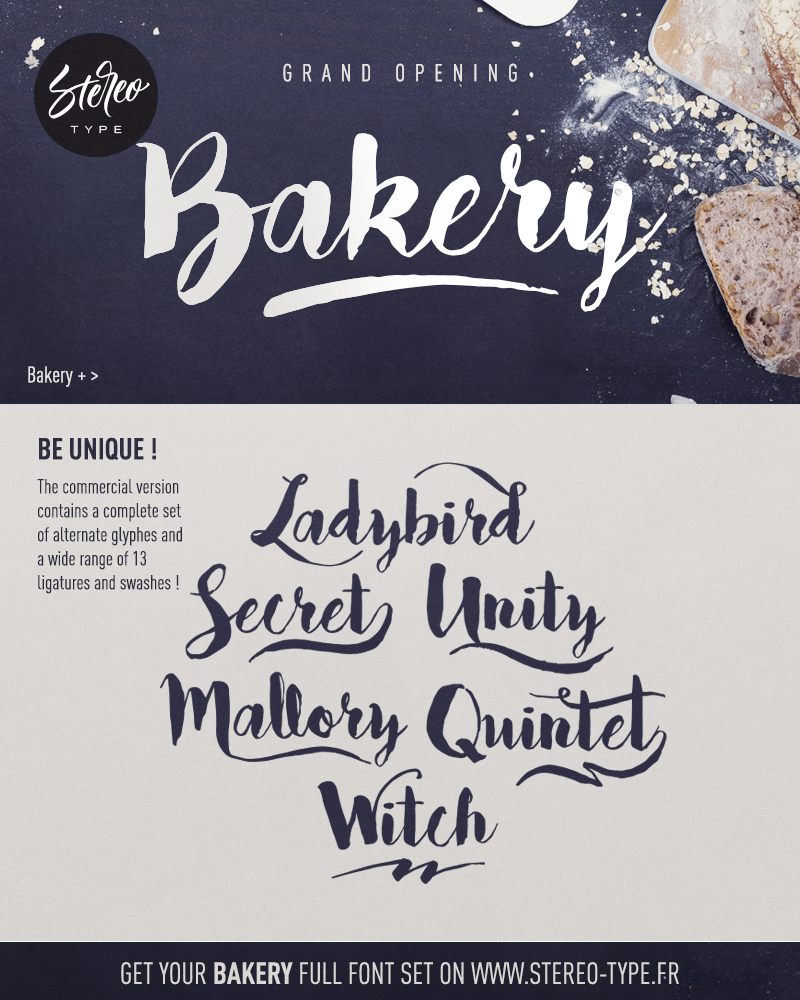 Stereo
TYPE
GRAND OPENING
Bakery
Bakery + >
BE UNIQUE !
The commercial version
contains a complete set
of alternate glyphes and
a wide range of 13
ligatures and swashes !
Ladybird
Secret Unity
Mallory Quintet
Witch
GET YOUR BAKERY FULL FONT SET ON WWW.STEREO-TYPE.FR